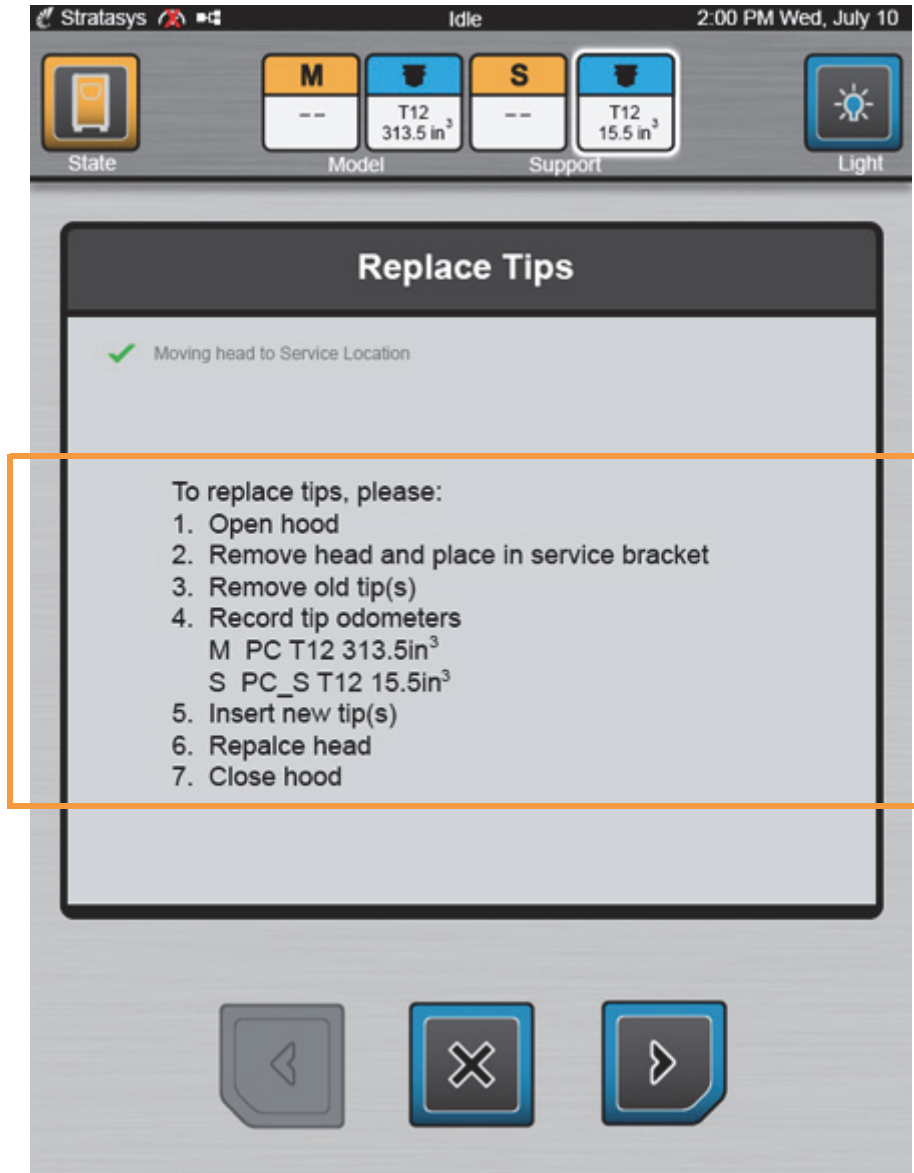 Stratasys Idle 2:00 PM Wed, July 10
M S
-- T12 -- T12
313.5 in³ 15.5 in³
State Model Support Light
Replace Tips
Moving head to Service Location
To replace tips, please:
1. Open hood
2. Remove head and place in service bracket
3. Remove old tip(s)
4. Record tip odometers
M PC T12 313.5in³
S PC_S T12 15.5in³
5. Insert new tip(s)
6. Repalce head
7. Close hood